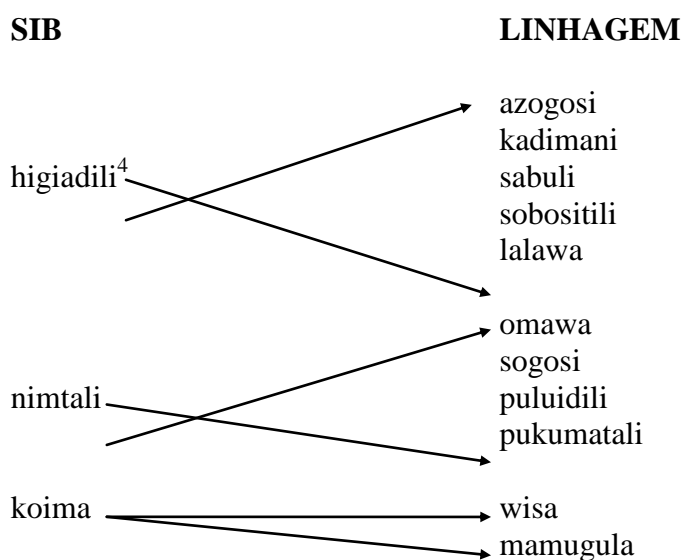 SIB LINHAGEM
azogosi
kadimani
higiadili⁴ sabuli
sobositili
lalawa
omawa
sogosi
nimtali puluidili
pukumatali
koima wisa
mamugula